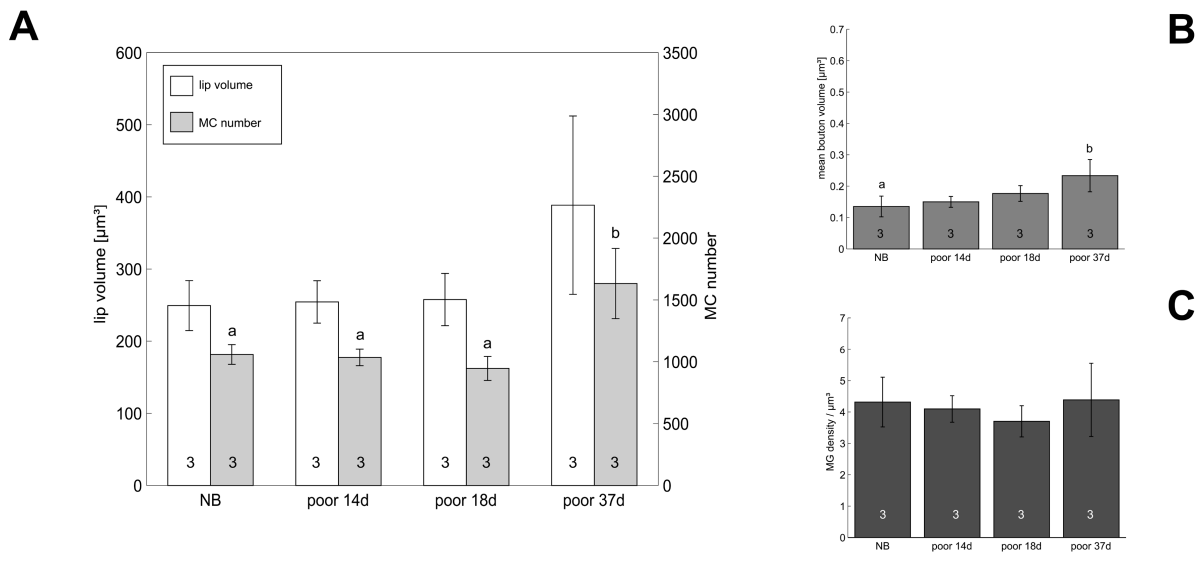 A
lip volume [µm³]
600
500
400
300
200
100
0
lip volume
MC number
a
a
a
b
3 3 3 3 3 3 3 3
NB poor 14d poor 18d poor 37d
3500
3000
2500
2000
1500
1000
500
0
MC number
B
mean bouton volume [µm³]
0.7
0.6
0.5
0.4
0.3
0.2
0.1
0
a
b
3 3 3 3
NB poor 14d poor 18d poor 37d
C
MG density / µm³
7
6
5
4
3
2
1
0
3 3 3 3
NB poor 14d poor 18d poor 37d